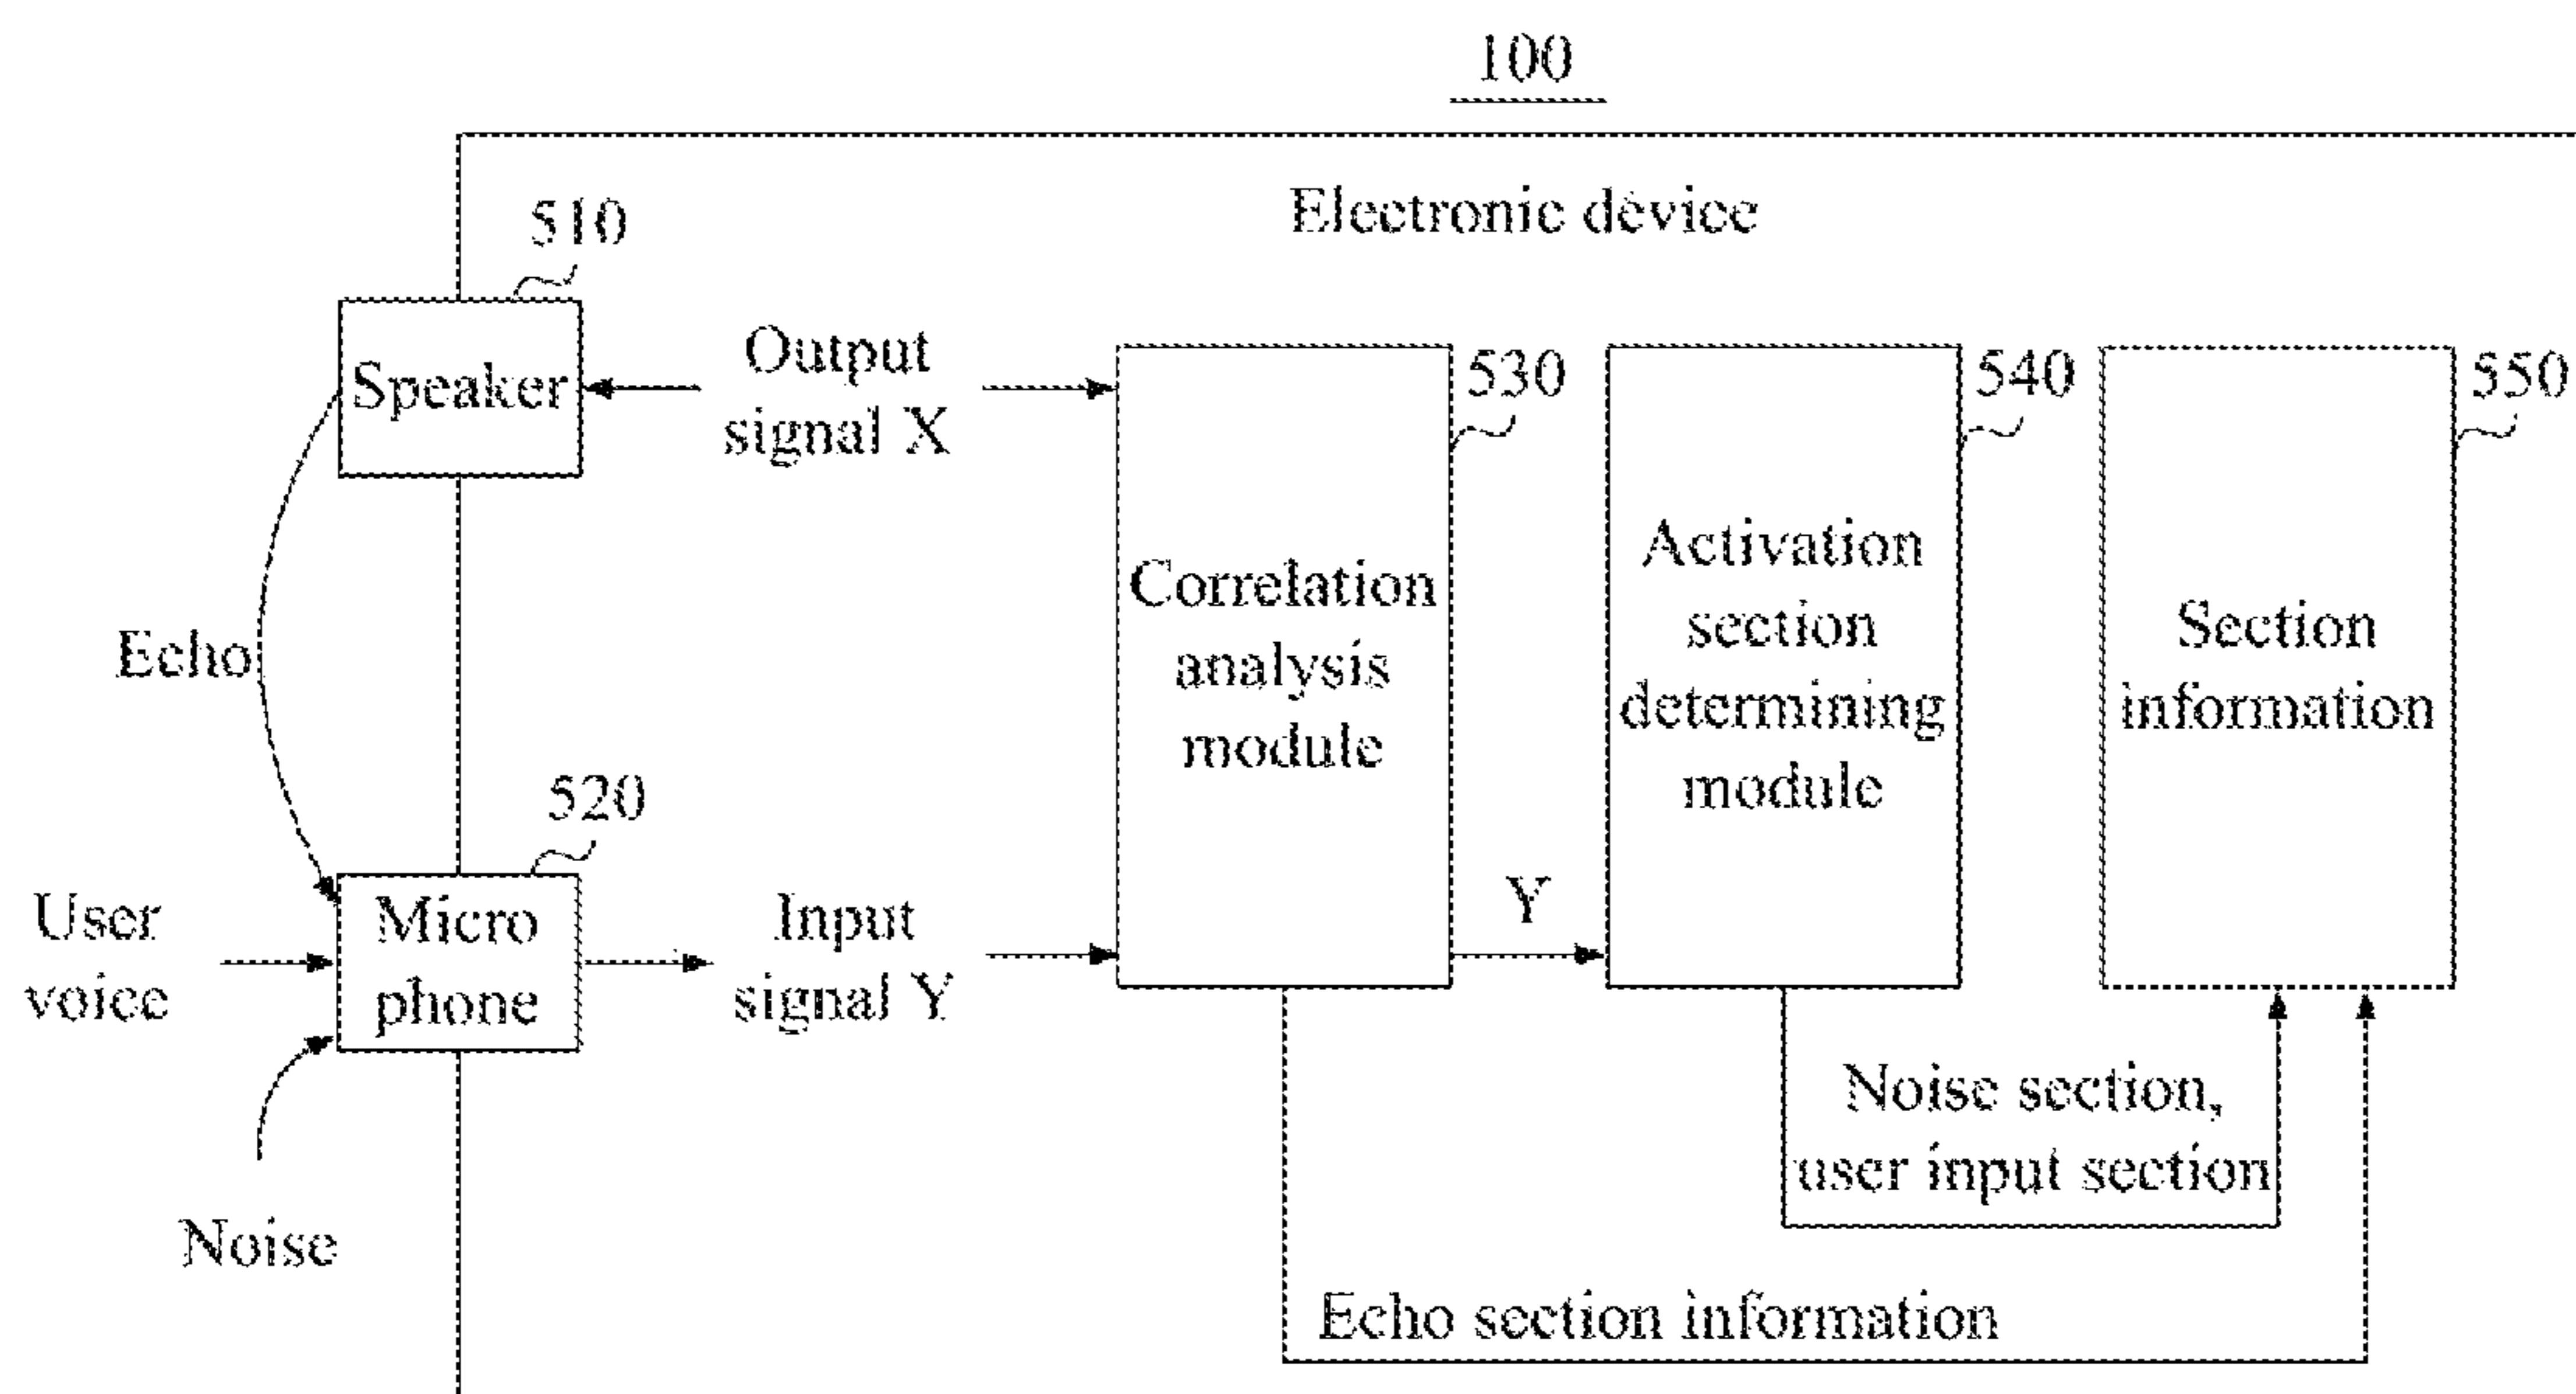 100
Electronic device
510
Speaker
Output
signal X
530
540
550
Correlation
analysis
module
Activation
section
determining
module
Section
information
Echo
520
User
voice
Micro
phone
Input
signal Y
Y
Noise
Noise section,
user input section
Echo section information